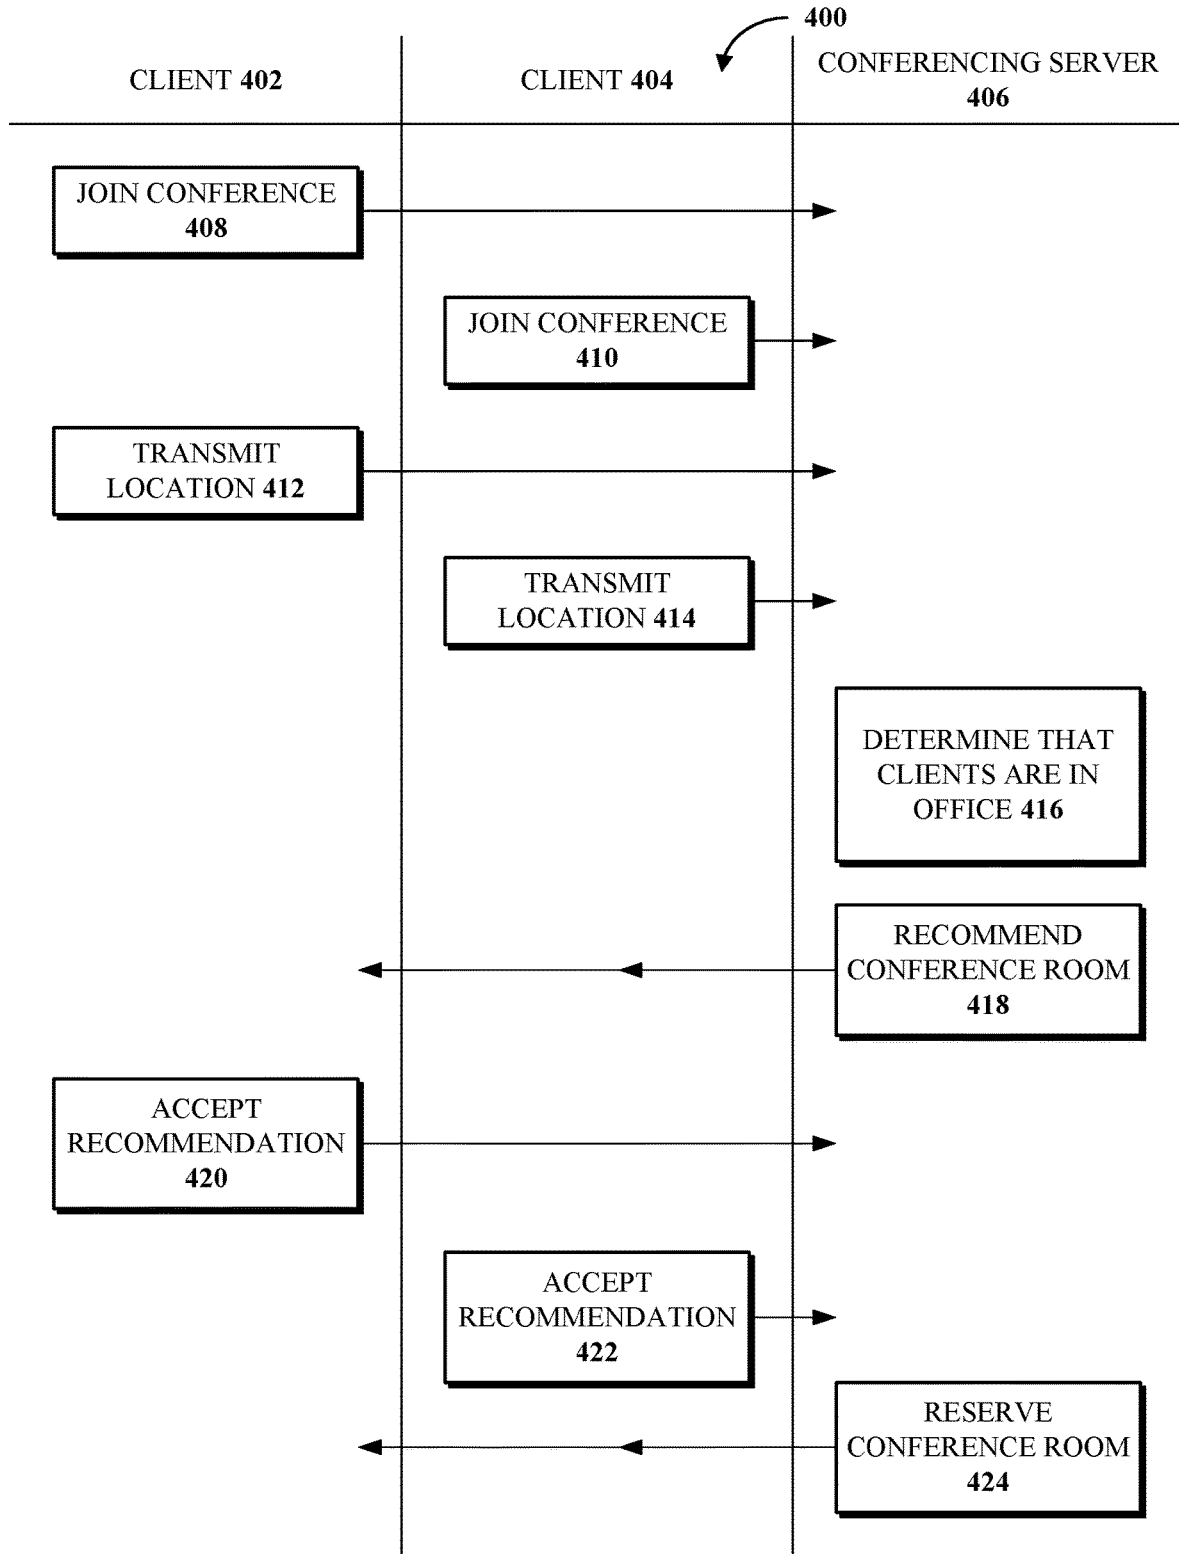 400
CLIENT 402
CLIENT 404
CONFERENCING SERVER
406
JOIN CONFERENCE
408
JOIN CONFERENCE
410
TRANSMIT
LOCATION 412
TRANSMIT
LOCATION 414
DETERMINE THAT
CLIENTS ARE IN
OFFICE 416
RECOMMEND
CONFERENCE ROOM
418
ACCEPT
RECOMMENDATION
420
ACCEPT
RECOMMENDATION
422
RESERVE
CONFERENCE ROOM
424